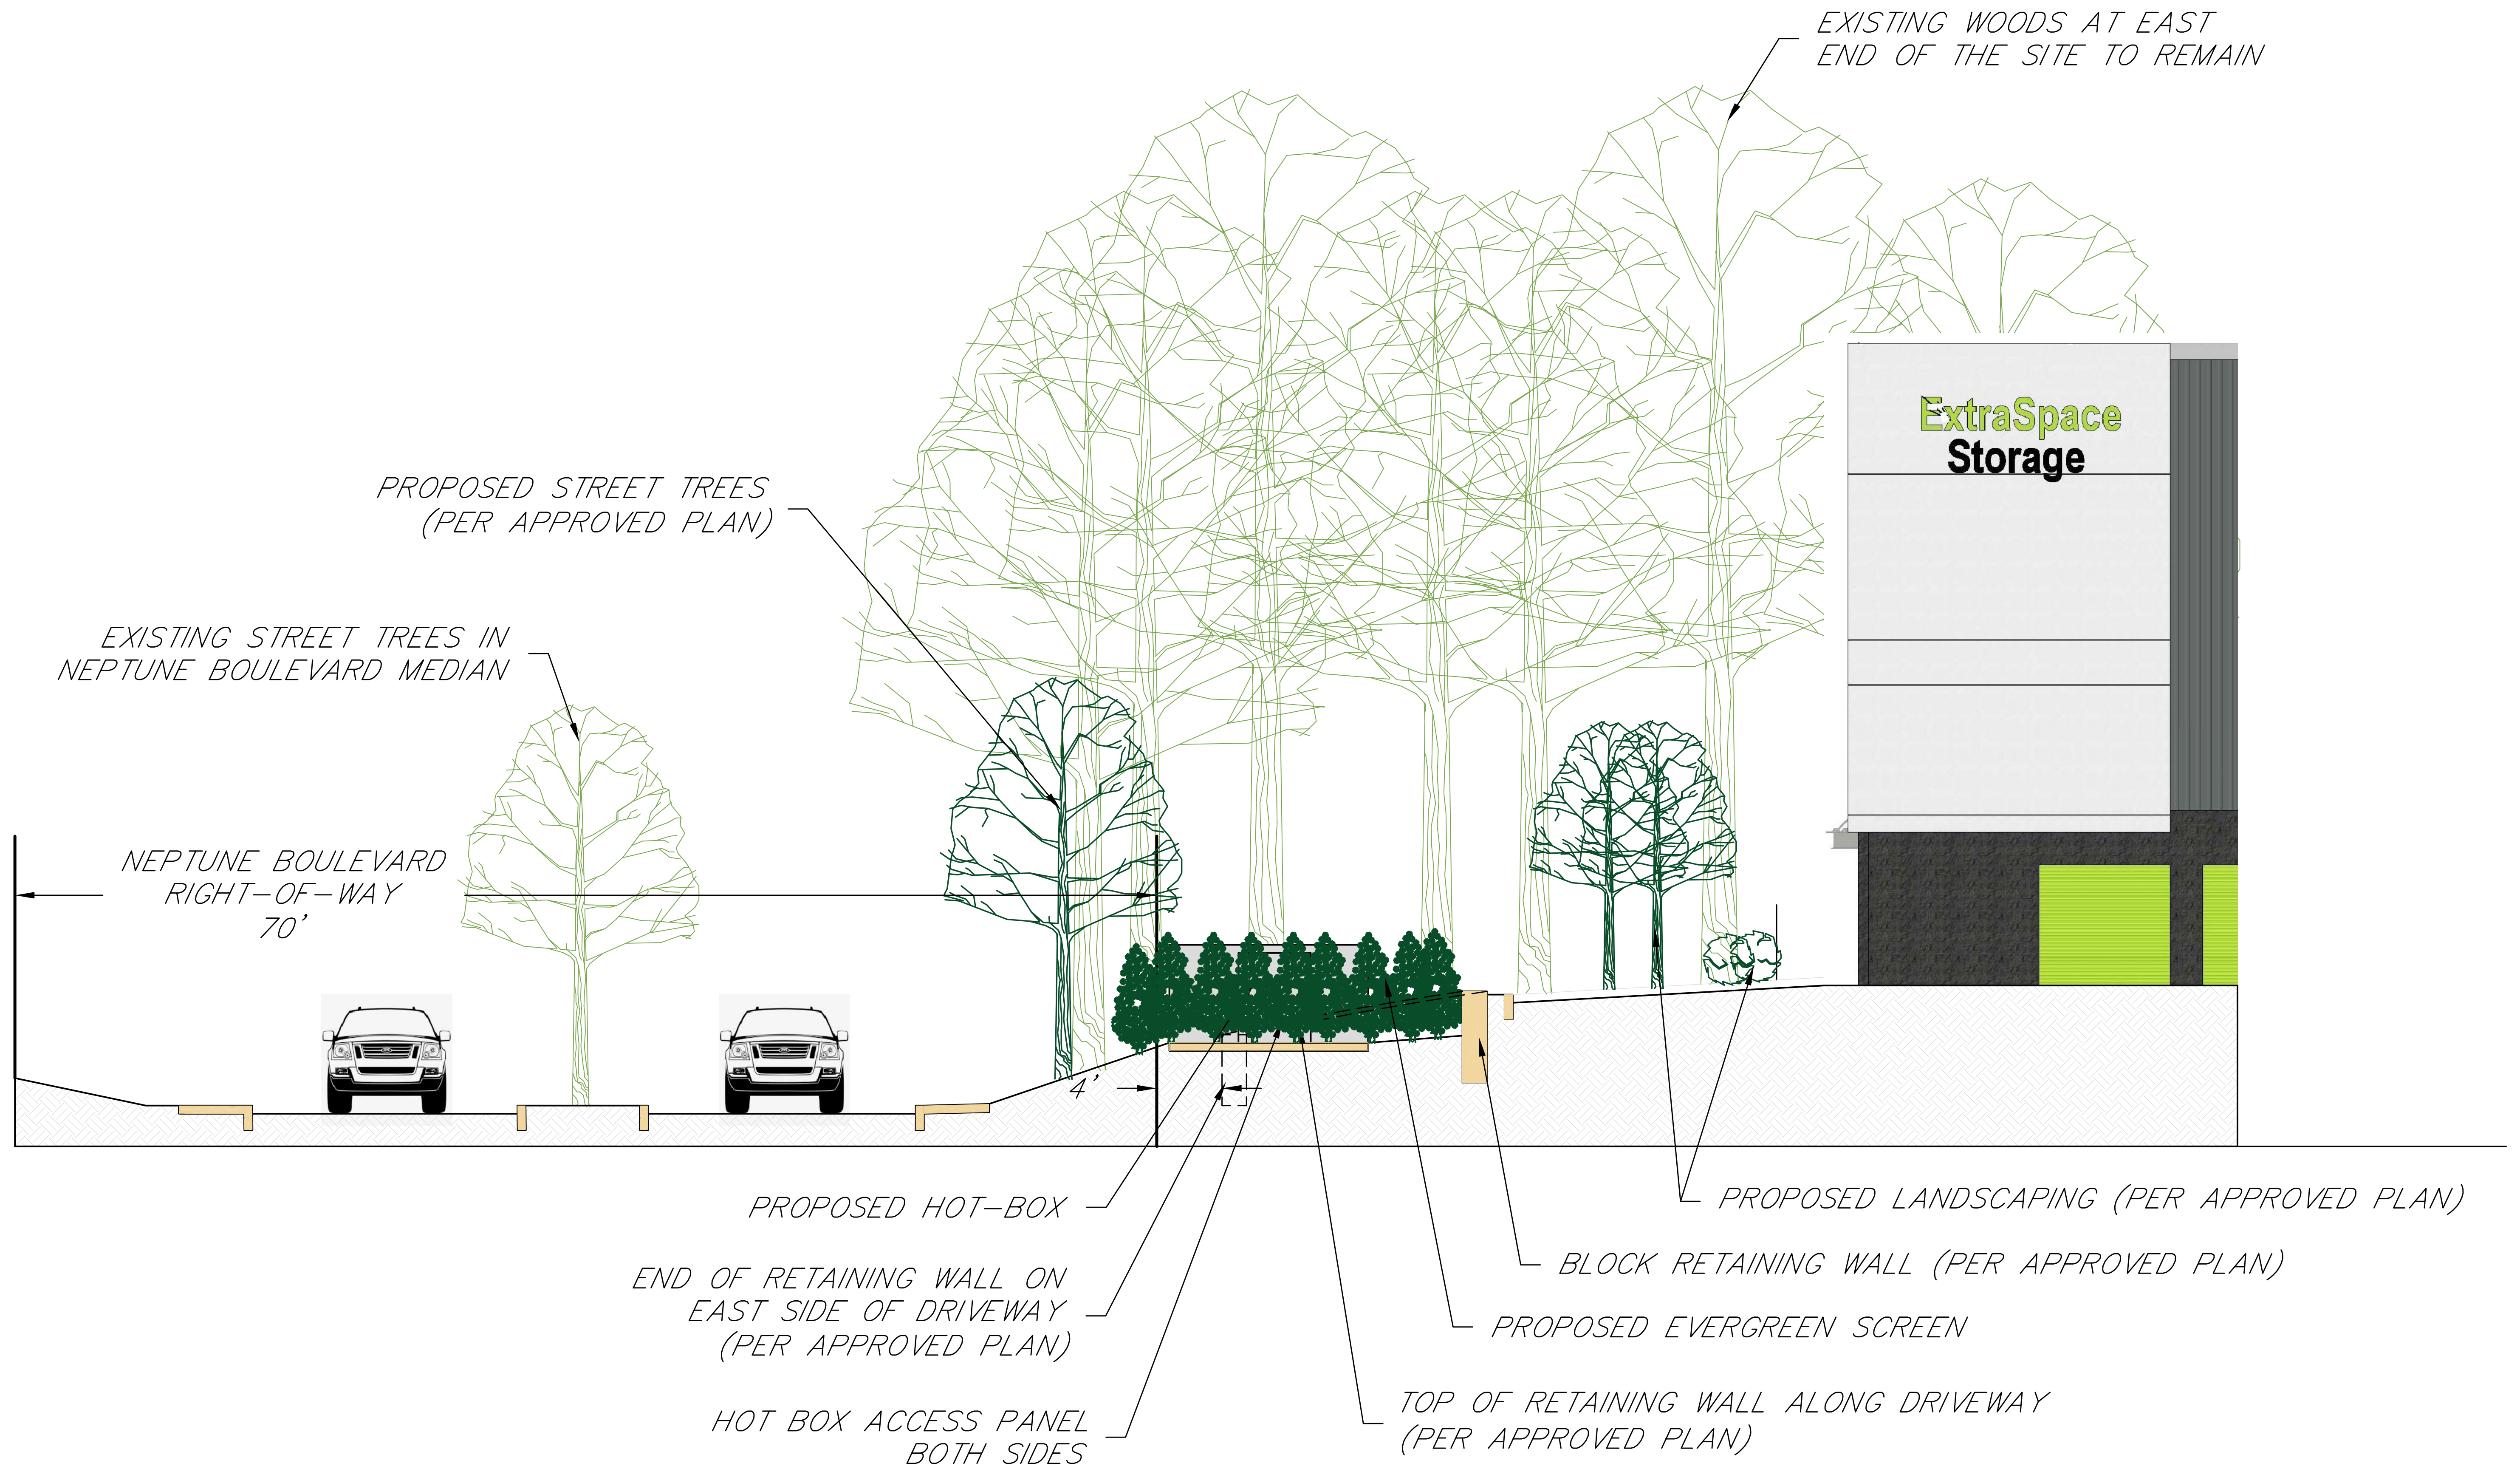 EXISTING WOODS AT EAST
END OF THE SITE TO REMAIN
ExtraSpace
Storage
PROPOSED STREET TREES
(PER APPROVED PLAN)
EXISTING STREET TREES IN
NEPTUNE BOULEVARD MEDIAN
NEPTUNE BOULEVARD
RIGHT-OF-WAY
70'
4'
PROPOSED HOT-BOX
PROPOSED LANDSCAPING (PER APPROVED PLAN)
BLOCK RETAINING WALL (PER APPROVED PLAN)
END OF RETAINING WALL ON
EAST SIDE OF DRIVEWAY
(PER APPROVED PLAN)
PROPOSED EVERGREEN SCREEN
TOP OF RETAINING WALL ALONG DRIVEWAY
(PER APPROVED PLAN)
HOT BOX ACCESS PANEL
BOTH SIDES